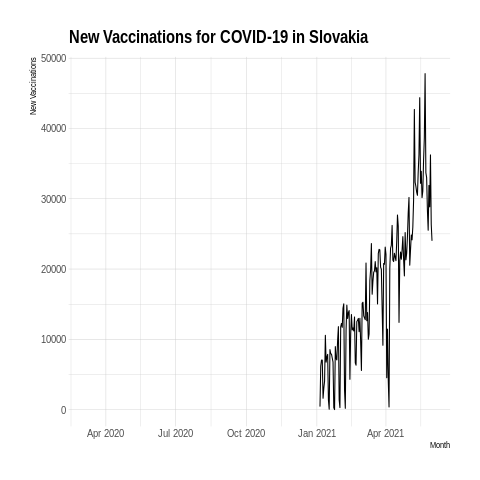 New Vaccinations for COVID-19 in Slovakia
New Vaccinations
50000
40000
30000
20000
10000
0
Apr 2020
Jul 2020
Oct 2020
Jan 2021
Apr 2021
Month